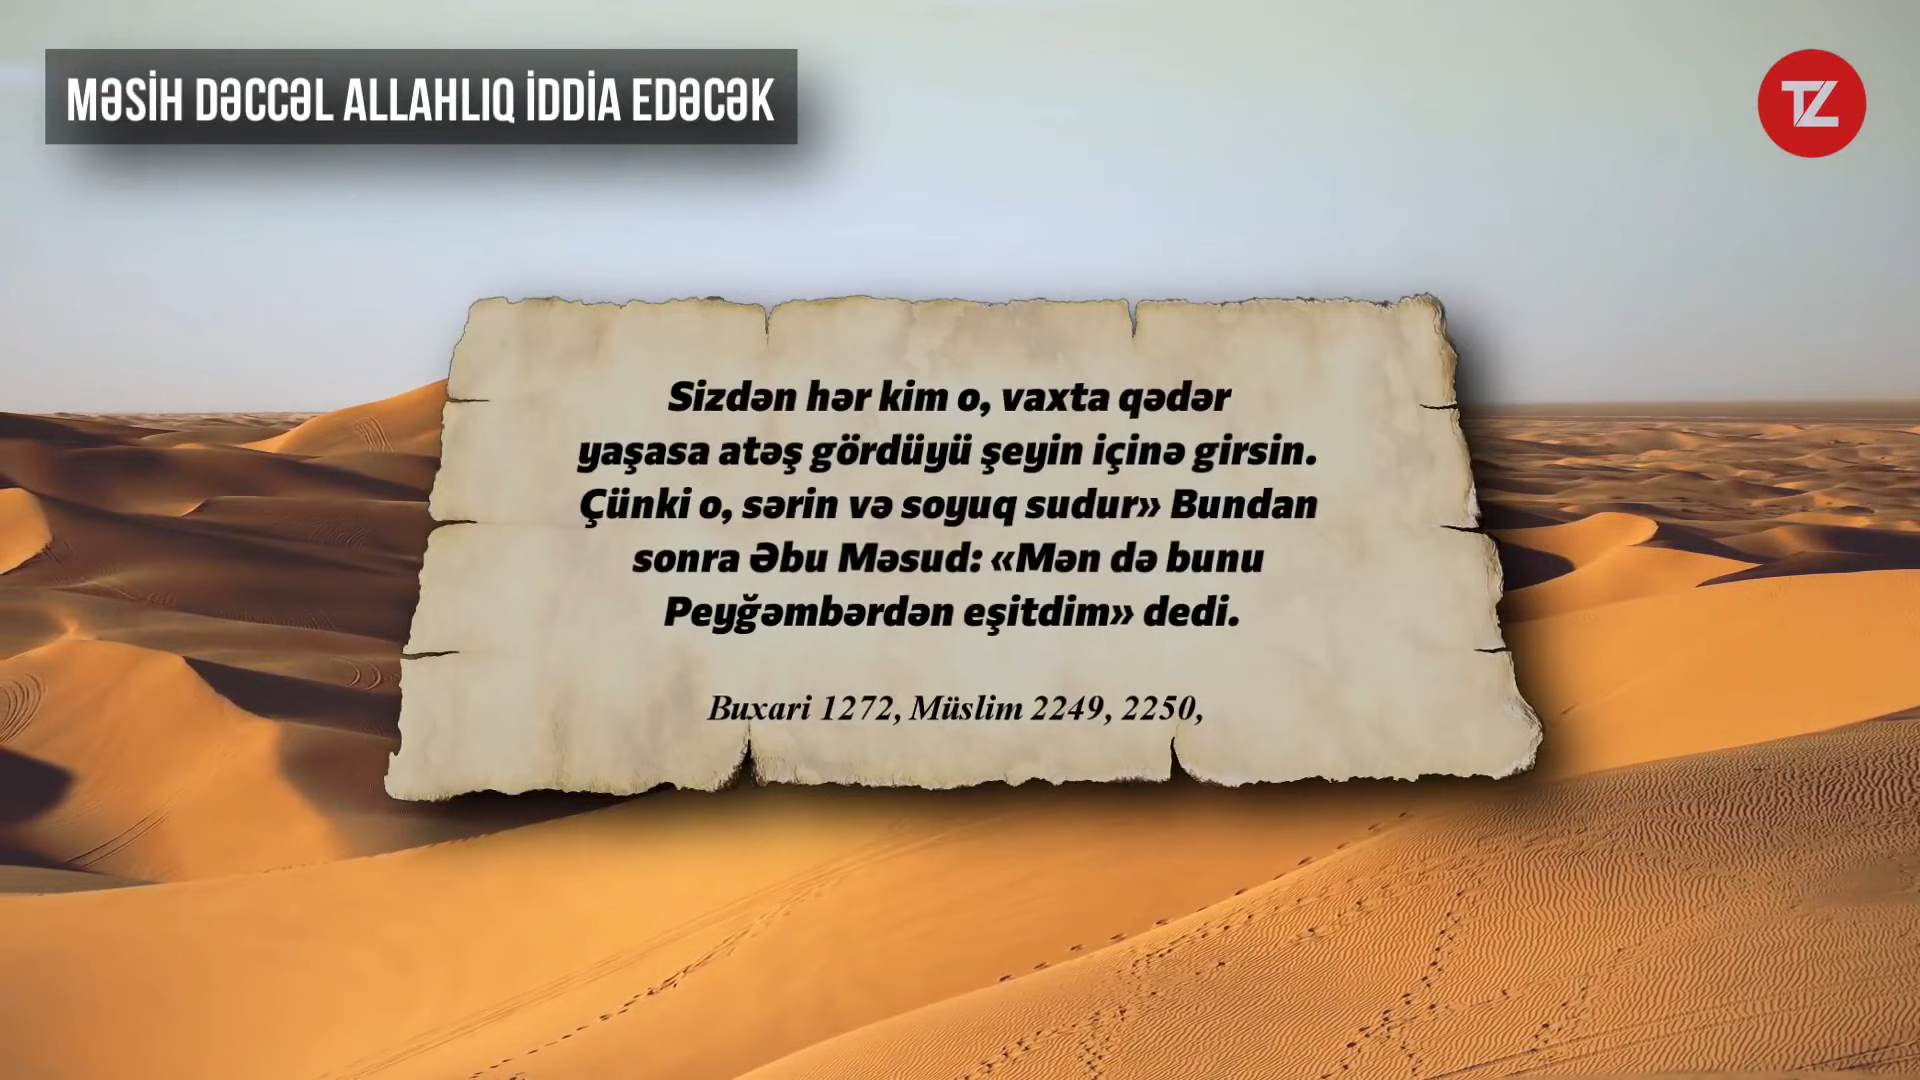 MƏSİH DƏCCƏL ALLAHLIQ İDDİA EDƏCƏK
TZ
Sizdən hər kim o, vaxta qədər
yaşasa atəş gördüyü şeyin içinə girsin.
Çünki o, sərin və soyuq sudur» Bundan
sonra Əbu Məsud: «Mən də bunu
Peyğəmbərdən eşitdim» dedi.
Buxari 1272, Müslim 2249, 2250,